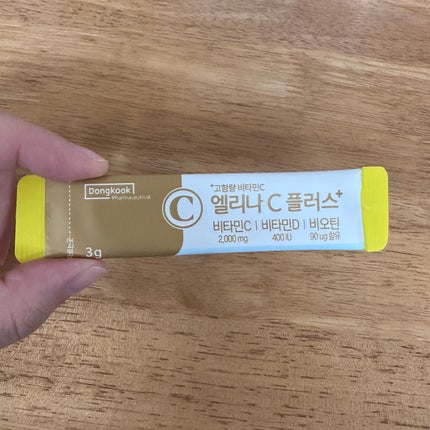 Dongkook
Pharmaceutical
3g
C
*고함량 비타민C
엘리나 C 플러스+
비타민C | 비타민D | 비오틴
2,000 mg 400 IU 90 ug 함유